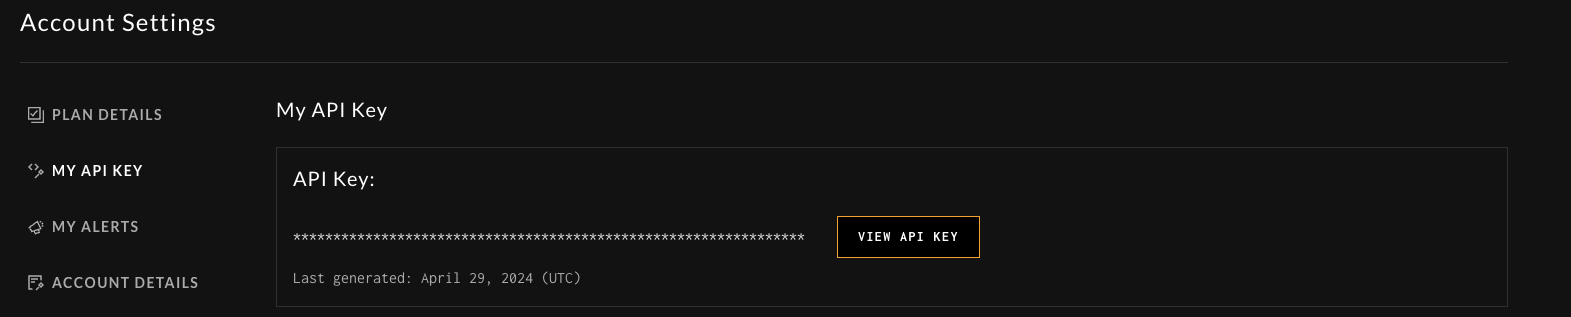 Account Settings
PLAN DETAILS
MY API KEY
MY ALERTS
ACCOUNT DETAILS
My API Key
API Key:
****************************************************************
VIEW API KEY
Last generated: April 29, 2024 (UTC)